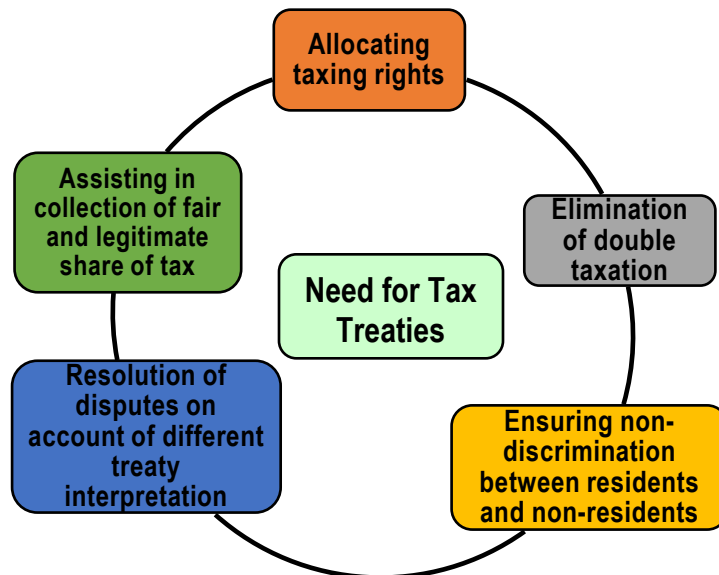 Allocating
taxing rights
Elimination
of double
taxation
Ensuring non-
discrimination
between residents
and non-residents
Resolution of
disputes on
account of different
treaty
interpretation
Assisting in
collection of fair
and legitimate
share of tax
Need for Tax
Treaties